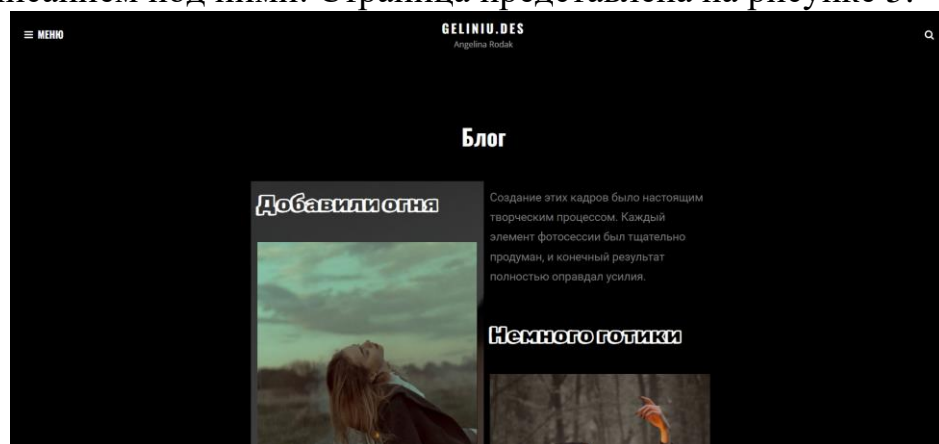 писанием под ними. Страница представлена на рисунке 3.
МЕНЮ
GELINIU.DES
Angelina Rodak
Блог
Добавили огня
Создание этих кадров было настоящим
творческим процессом. Каждый
элемент фотосессии был тщательно
продуман, и конечный результат
полностью оправдал усилия.
Немного готики